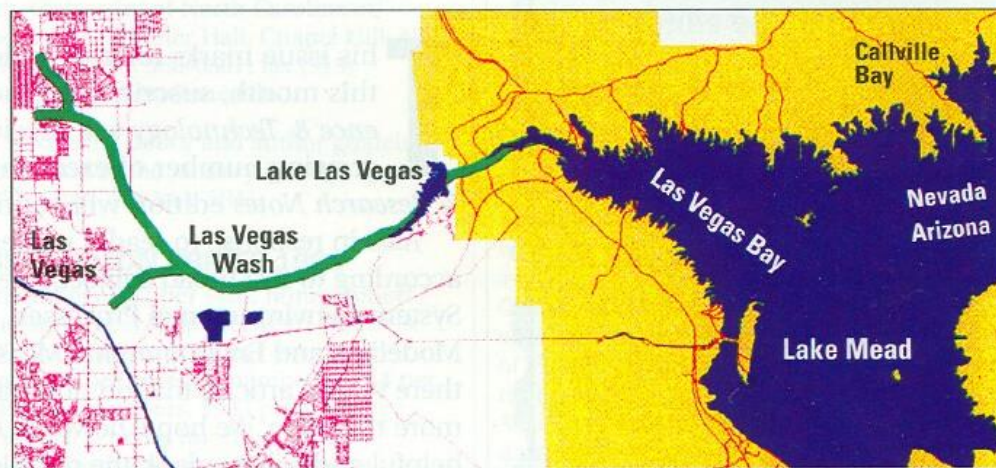 Callville
Bay
Lake Las Vegas
Las Vegas Bay
Nevada
Arizona
Las Vegas
Wash
Las
Vegas
Lake Mead